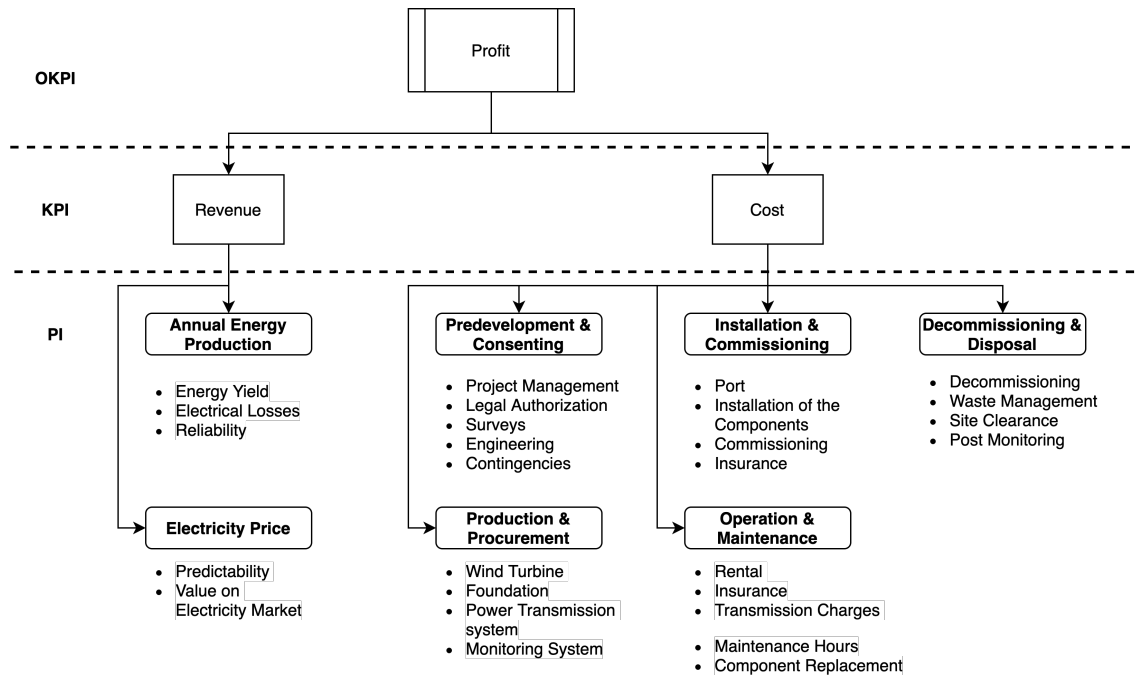 OKPI
Profit
KPI
Revenue
Cost
PI
Annual Energy
Production
• Energy Yield
• Electrical Losses
• Reliability
Electricity Price
• Predictability
• Value on
Electricity Market
Predevelopment &
Consenting
• Project Management
• Legal Authorization
• Surveys
• Engineering
• Contingencies
Production &
Procurement
• Wind Turbine
• Foundation
• Power Transmission
system
• Monitoring System
Installation &
Commissioning
• Port
• Installation of the
Components
• Commissioning
• Insurance
Operation &
Maintenance
• Rental
• Insurance
• Transmission Charges
• Maintenance Hours
• Component Replacement
Decommissioning &
Disposal
• Decommissioning
• Waste Management
• Site Clearance
• Post Monitoring